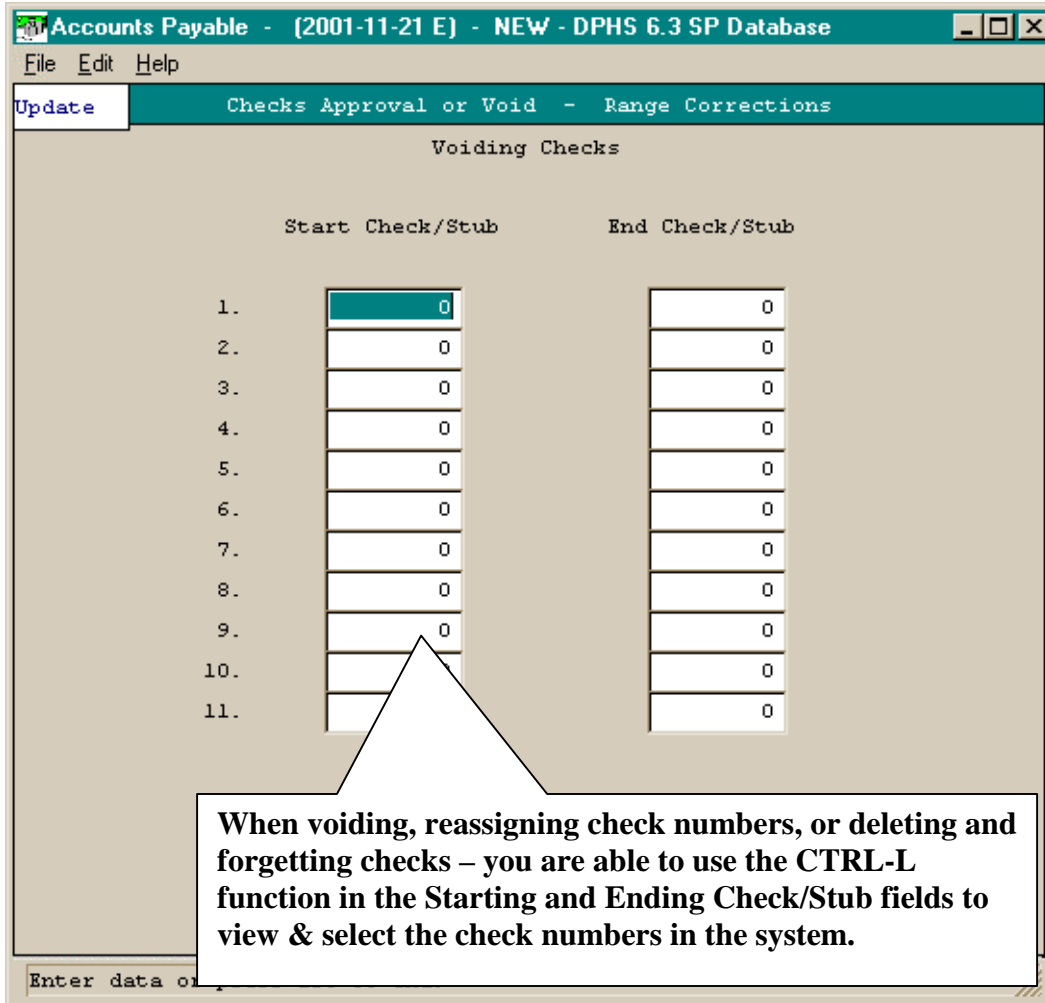 Accounts Payable - (2001-11-21 E) - NEW - DPHS 6.3 SP Database
File Edit Help
Update Checks Approval or Void - Range Corrections
Voiding Checks
Start Check/Stub End Check/Stub
1. 0 0
2. 0 0
3. 0 0
4. 0 0
5. 0 0
6. 0 0
7. 0 0
8. 0 0
9. 0 0
10. 0
11. 0
When voiding, reassigning check numbers, or deleting and
forgetting checks – you are able to use the CTRL-L
function in the Starting and Ending Check/Stub fields to
view & select the check numbers in the system.
Enter data or